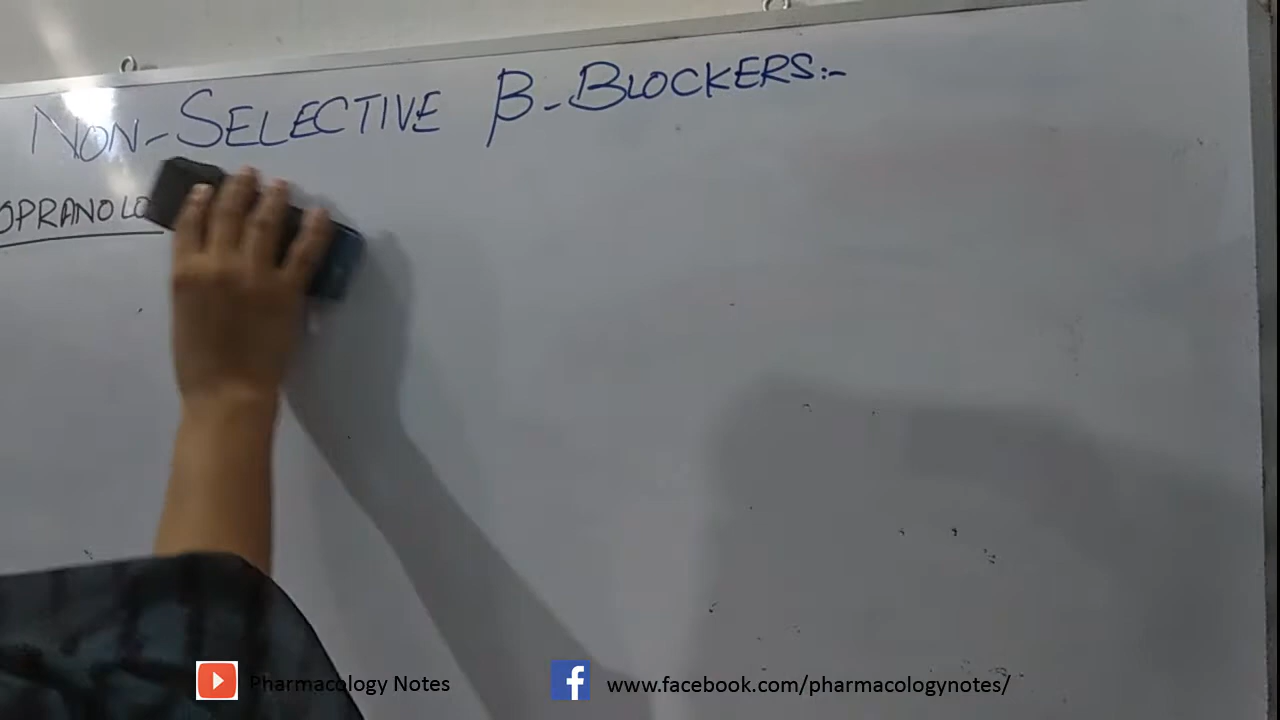 NON-SELECTIVE β-BLOCKERS:-
OPRANOLO
Pharmacology Notes
www.facebook.com/pharmacologynotes/